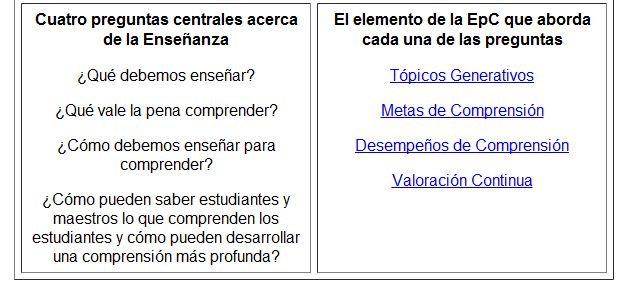 Cuatro preguntas centrales acerca
de la Enseñanza
¿Qué debemos enseñar?
¿Qué vale la pena comprender?
¿Cómo debemos enseñar para
comprender?
¿Cómo pueden saber estudiantes y
maestros lo que comprenden los
estudiantes y cómo pueden desarrollar
una comprensión más profunda?
El elemento de la EpC que aborda
cada una de las preguntas
Tópicos Generativos
Metas de Comprensión
Desempeños de Comprensión
Valoración Continua